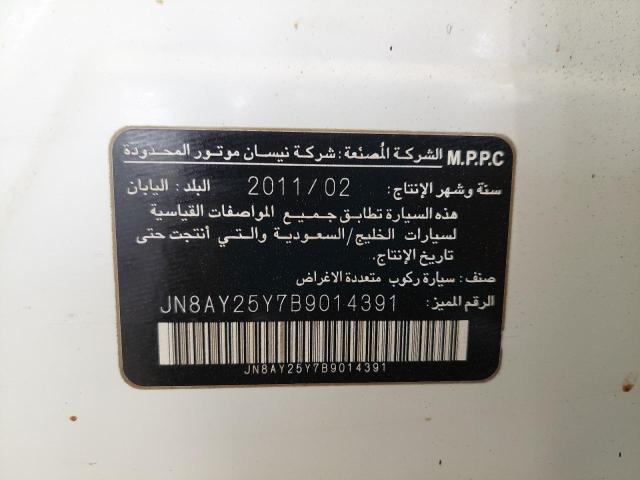 M.P.P.C الشركة المُصنّعة: شركة نيسان موتور المحدودة
سنة وشهر الإنتاج: 2011/02 البلد: اليابان
هذه السيارة تطابق جميع المواصفات القياسية
لسيارات الخليج/السعودية والتي أنتجت حتى
تاريخ الإنتاج.
صنف: سيارة ركوب متعددة الاغراض
الرقم المميز: JN8AY25Y7B9014391
JN8AY25Y7B9014391